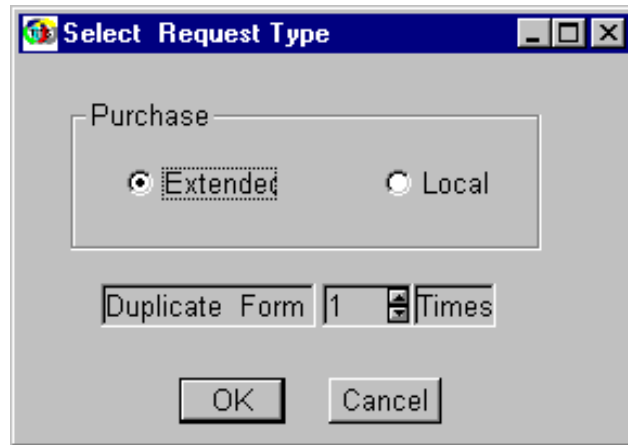 Select Request Type
Purchase
Extended Local
Duplicate Form 1 Times
OK Cancel